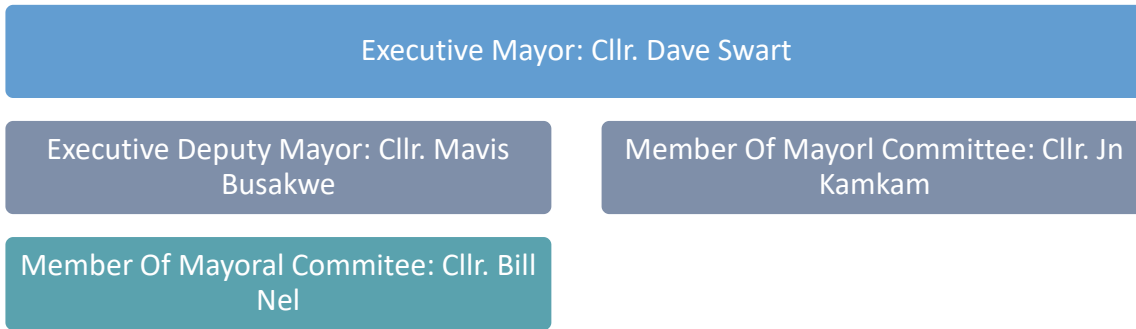 Executive Mayor: Cllr. Dave Swart
Executive Deputy Mayor: Cllr. Mavis
Busakwe
Member Of Mayorl Committee: Cllr. Jn
Kamkam
Member Of Mayoral Commitee: Cllr. Bill
Nel